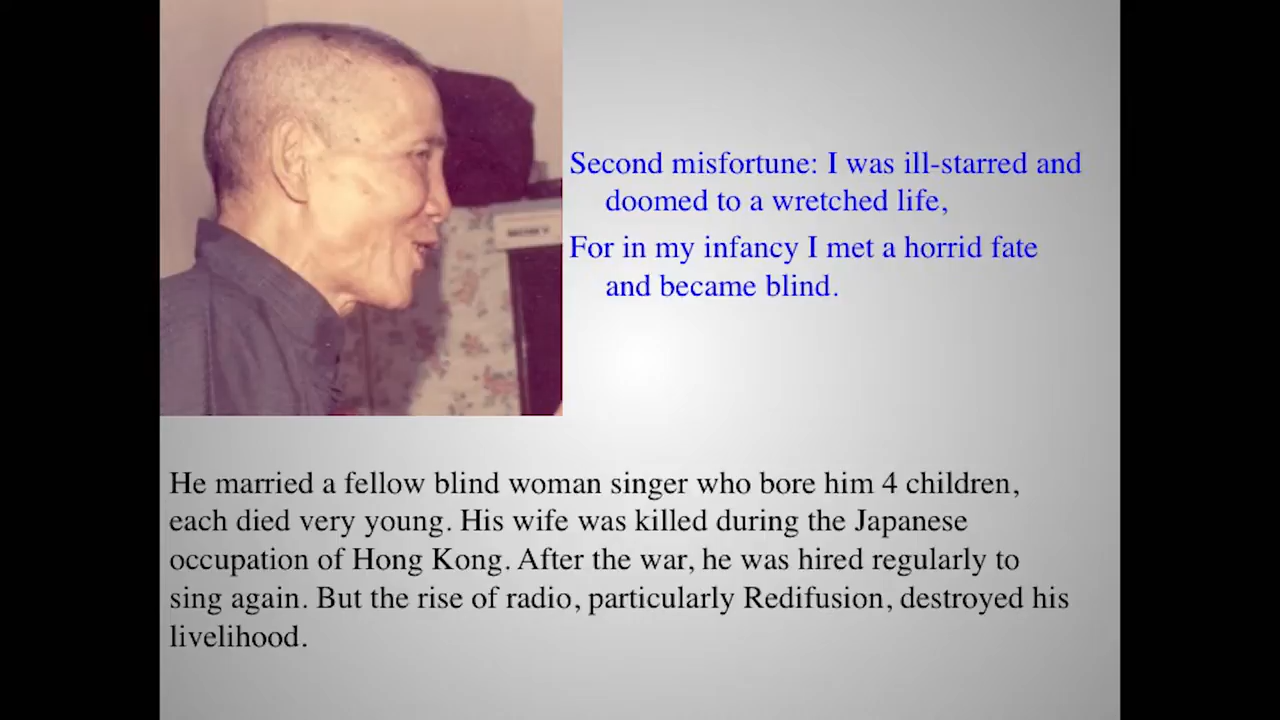 Second misfortune: I was ill-starred and
doomed to a wretched life,
For in my infancy I met a horrid fate
and became blind.
He married a fellow blind woman singer who bore him 4 children,
each died very young. His wife was killed during the Japanese
occupation of Hong Kong. After the war, he was hired regularly to
sing again. But the rise of radio, particularly Redifusion, destroyed his
livelihood.